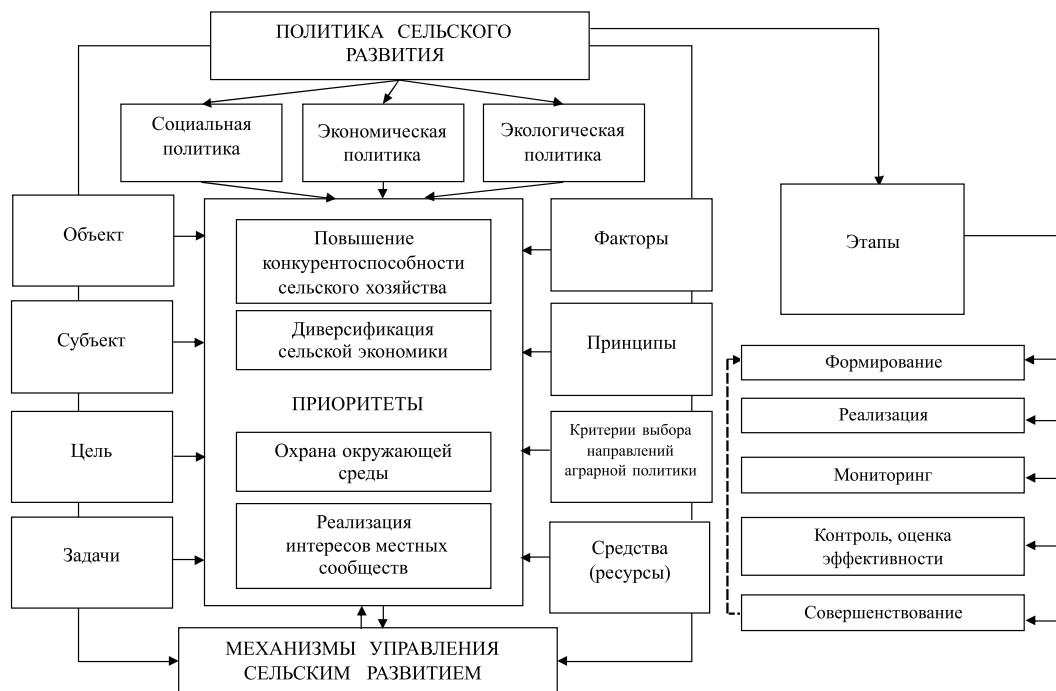 ПОЛИТИКА СЕЛЬСКОГО
РАЗВИТИЯ
Социальная
политика
Экономическая
политика
Экологическая
политика
Объект
Субъект
Цель
Задачи
Повышение
конкурентоспособности
сельского хозяйства
Диверсификация
сельской экономики
ПРИОРИТЕТЫ
Охрана окружающей
среды
Реализация
интересов местных
сообществ
Факторы
Принципы
Критерии выбора
направлений
аграрной политики
Средства
(ресурсы)
МЕХАНИЗМЫ УПРАВЛЕНИЯ
СЕЛЬСКИМ РАЗВИТИЕМ
Этапы
Формирование
Реализация
Мониторинг
Контроль, оценка
эффективности
Совершенствование